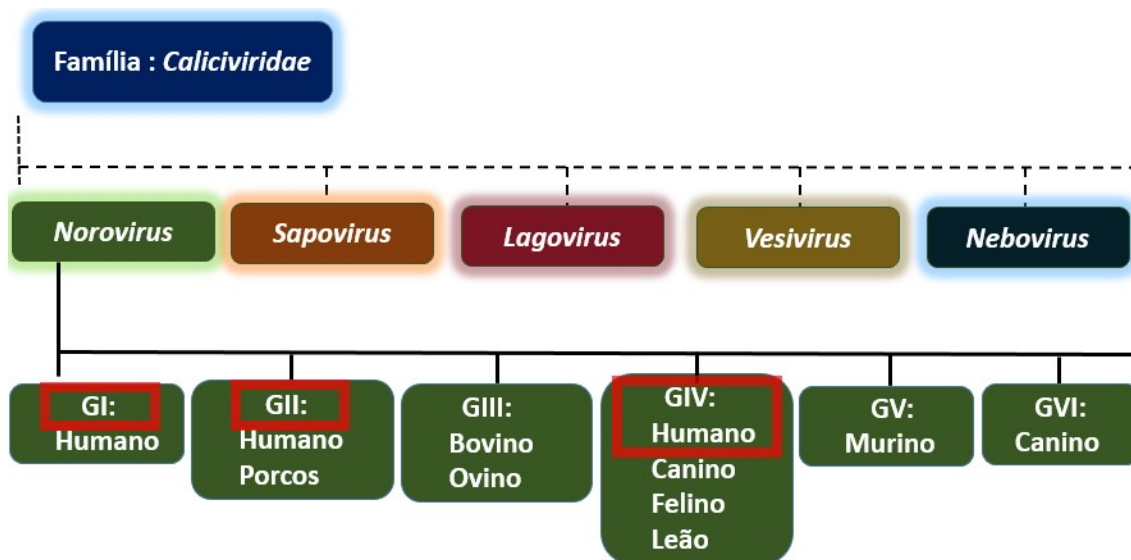 Família : Caliciviridae
Norovirus
Sapovirus
Lagovirus
Vesivirus
Nebovirus
GI:
Humano
GII:
Humano
Porcos
GIII:
Bovino
Ovino
GIV:
Humano
Canino
Felino
Leão
GV:
Murino
GVI:
Canino